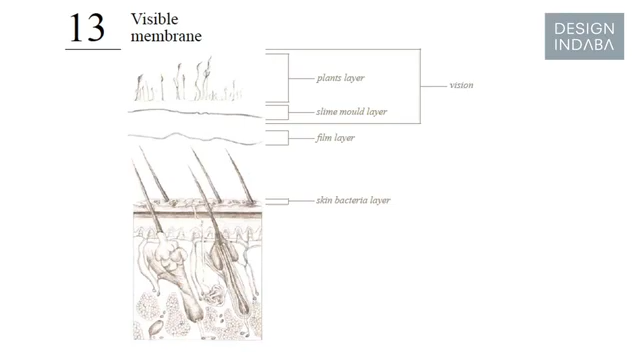 13
Visible
membrane
DESIGN
INDABA
plants layer
vision
slime mould layer
film layer
skin bacteria layer